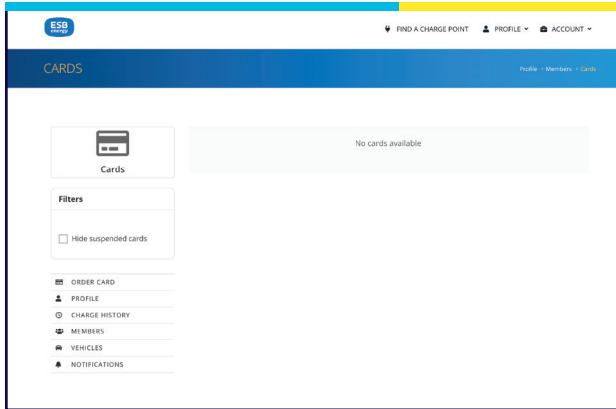 ESB
energy
FIND A CHARGE POINT PROFILE ACCOUNT
CARDS
Profile Members Cards
No cards available
Cards
Filters
Hide suspended cards
ORDER CARD
PROFILE
CHARGE HISTORY
MEMBERS
VEHICLES
NOTIFICATIONS